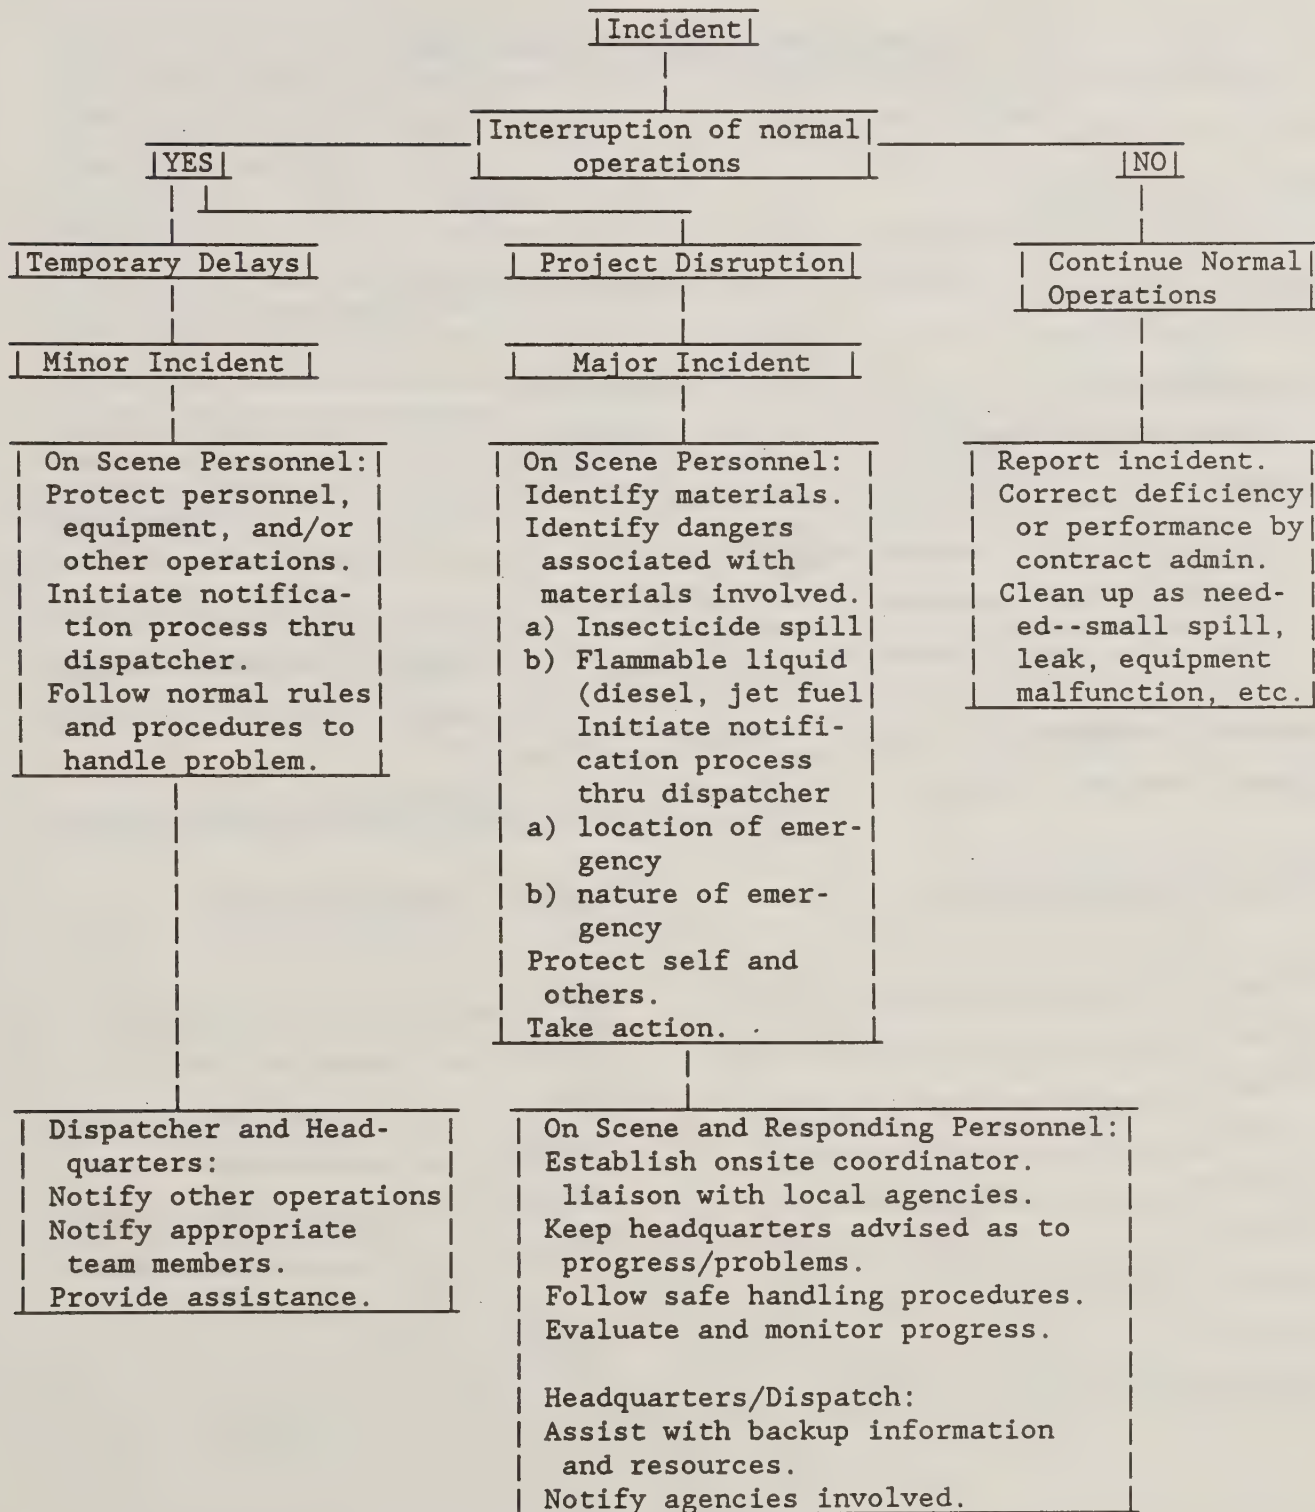 Incident
Interruption of normal
operations
YES
NO
Temporary Delays
Project Disruption
Continue Normal
Operations
Minor Incident
Major Incident
On Scene Personnel:
Protect personnel,
equipment, and/or
other operations.
Initiate notifica-
tion process thru
dispatcher.
Follow normal rules
and procedures to
handle problem.
On Scene Personnel:
Identify materials.
Identify dangers
associated with
materials involved.
a) Insecticide spill
b) Flammable liquid
(diesel, jet fuel
Initiate notifi-
cation process
thru dispatcher
a) location of emer-
gency
b) nature of emer-
gency
Protect self and
others.
Take action.
Report incident.
Correct deficiency
or performance by
contract admin.
Clean up as need-
ed--small spill,
leak, equipment
malfunction, etc.
Dispatcher and Head-
quarters:
Notify other operations
Notify appropriate
team members.
Provide assistance.
On Scene and Responding Personnel:
Establish onsite coordinator.
liaison with local agencies.
Keep headquarters advised as to
progress/problems.
Follow safe handling procedures.
Evaluate and monitor progress.
Headquarters/Dispatch:
Assist with backup information
and resources.
Notify agencies involved.